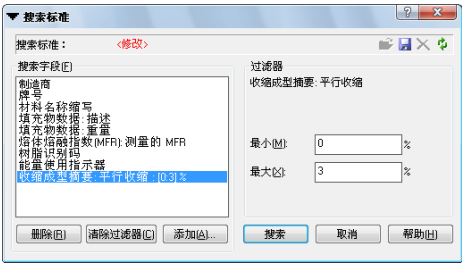 搜索标准
搜索标准： <修改>
搜索字段(F)
制造商
牌号
材料名称缩写
填充物数据:描述
填充物数据:重量
熔体熔融指数(MFR):测量的 MFR
树脂识别码
能量使用指示器
收缩成型摘要:平行收缩 : [0.3] %
删除(R) 清除过滤器(C) 添加(A)...
过滤器
收缩成型摘要:平行收缩
最小(M): 0 %
最大(X): 3 %
搜索 取消 帮助(H)